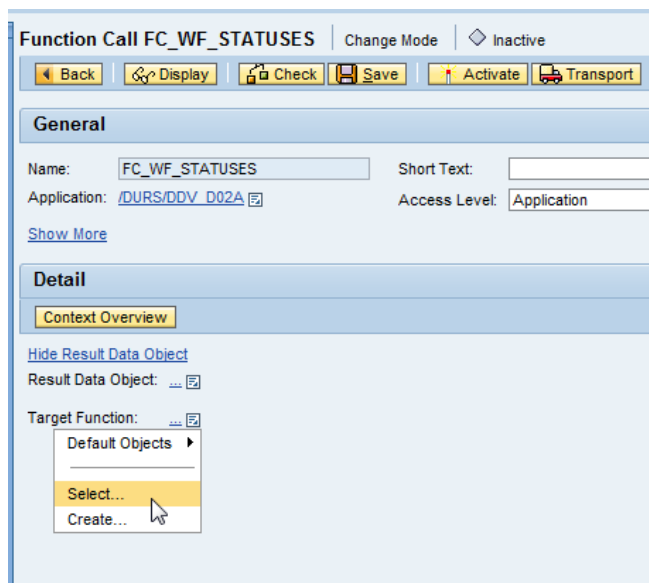 Function Call FC_WF_STATUSES Change Mode Inactive
Back Display Check Save Activate Transport
General
Name: FC_WF_STATUSES Short Text:
Application: /DURS/DDV_D02A Access Level: Application
Show More
Detail
Context Overview
Hide Result Data Object
Result Data Object: ...
Target Function: ...
Default Objects
Select...
Create...